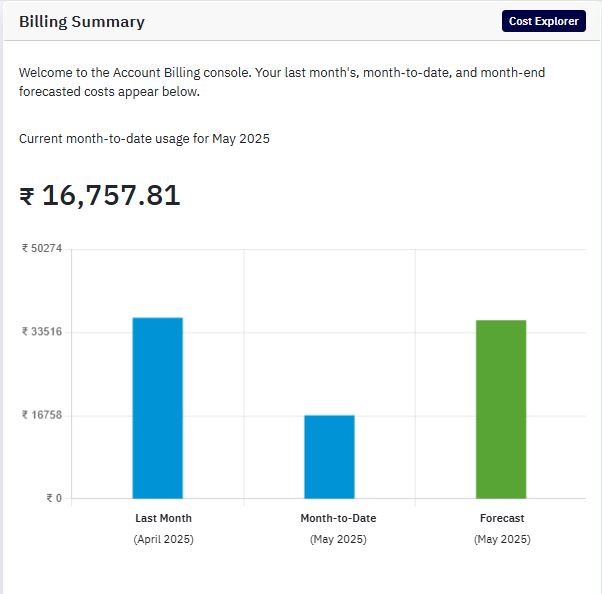 Billing Summary
Cost Explorer
Welcome to the Account Billing console. Your last month's, month-to-date, and month-end
forecasted costs appear below.
Current month-to-date usage for May 2025
₹ 16,757.81
₹ 50274
₹ 33516
₹ 16758
₹ 0
Last Month
Month-to-Date
Forecast
(April 2025)
(May 2025)
(May 2025)